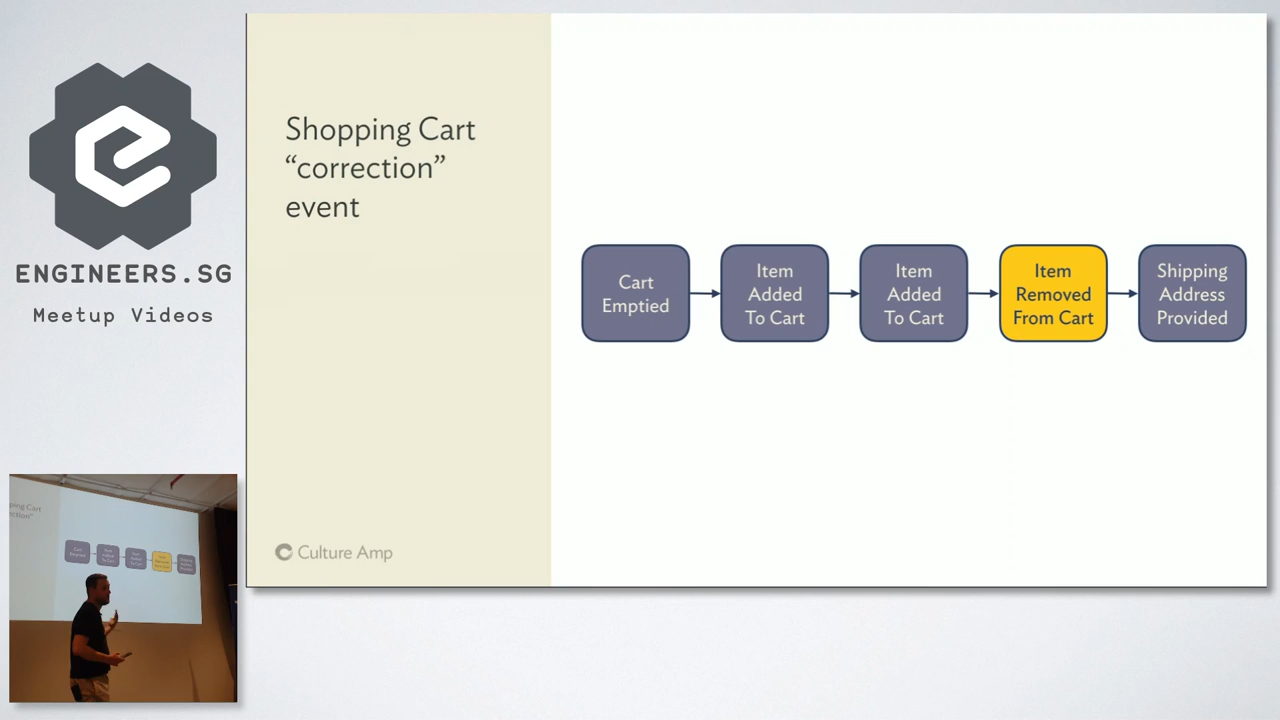 ENGINEERS.SG
Meetup Videos
Shopping Cart
“correction”
event
Cart
Emptied
Item
Added
To Cart
Item
Added
To Cart
Item
Removed
From Cart
Shipping
Address
Provided
Culture Amp